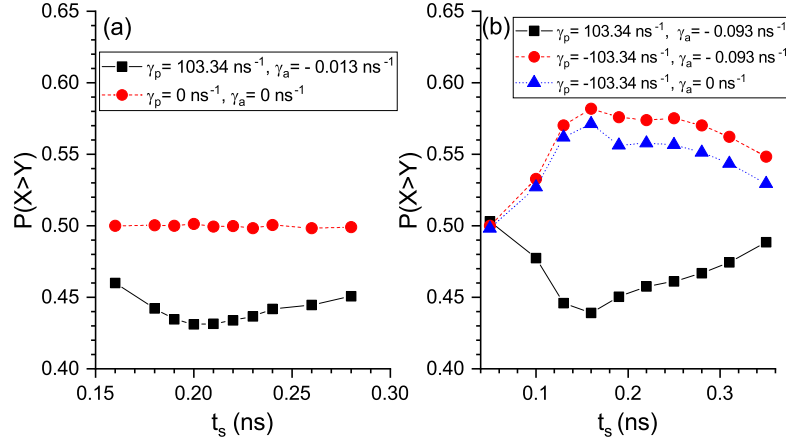 (a)
γp= 103.34 ns-1, γa= - 0.013 ns-1
γp= 0 ns-1, γa= 0 ns-1
P(X>Y)
0.65
0.60
0.55
0.50
0.45
0.40
0.15
0.20
0.25
0.30
ts (ns)
(b)
γp= 103.34 ns-1, γa= - 0.093 ns-1
γp= -103.34 ns-1, γa= - 0.093 ns-1
γp= -103.34 ns-1, γa= 0 ns-1
P(X>Y)
0.65
0.60
0.55
0.50
0.45
0.40
0.1
0.2
0.3
ts (ns)